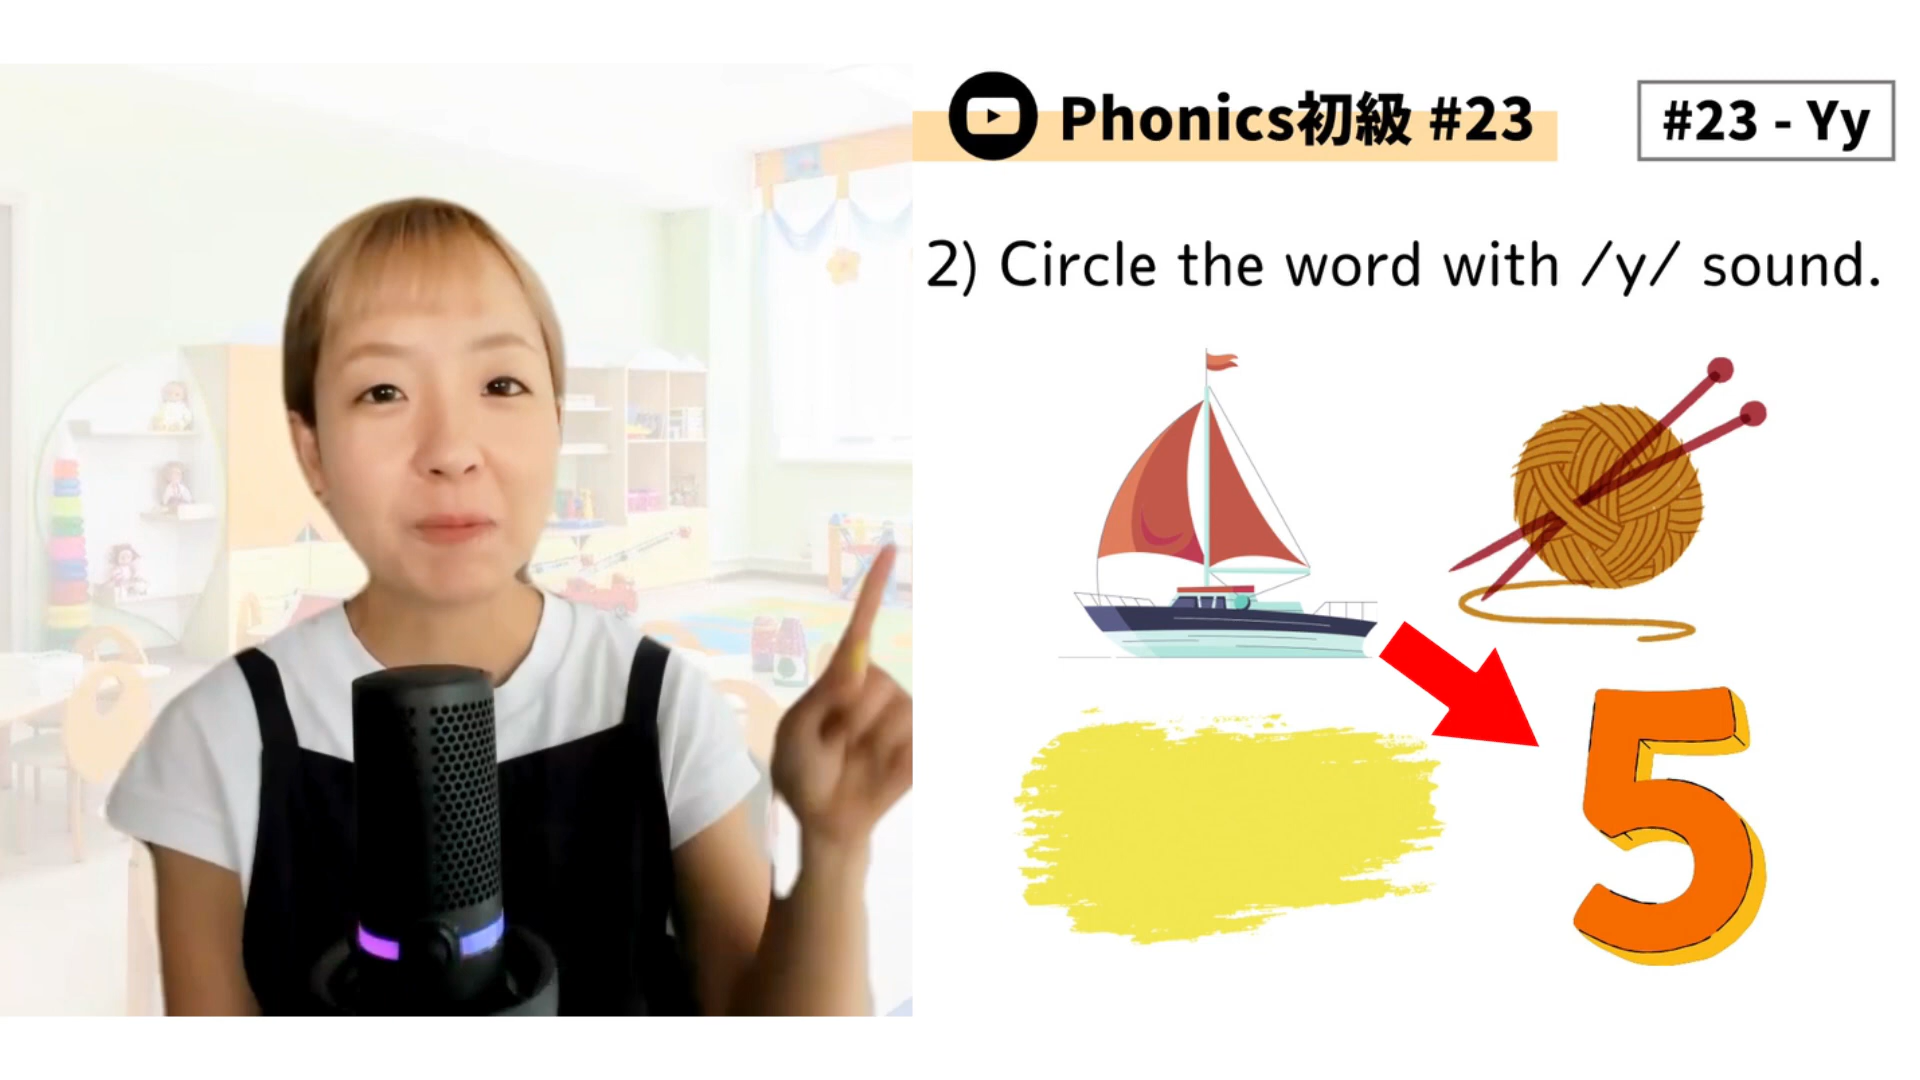 Phonics初級 #23
#23 - Yy
2) Circle the word with /y/ sound.
5